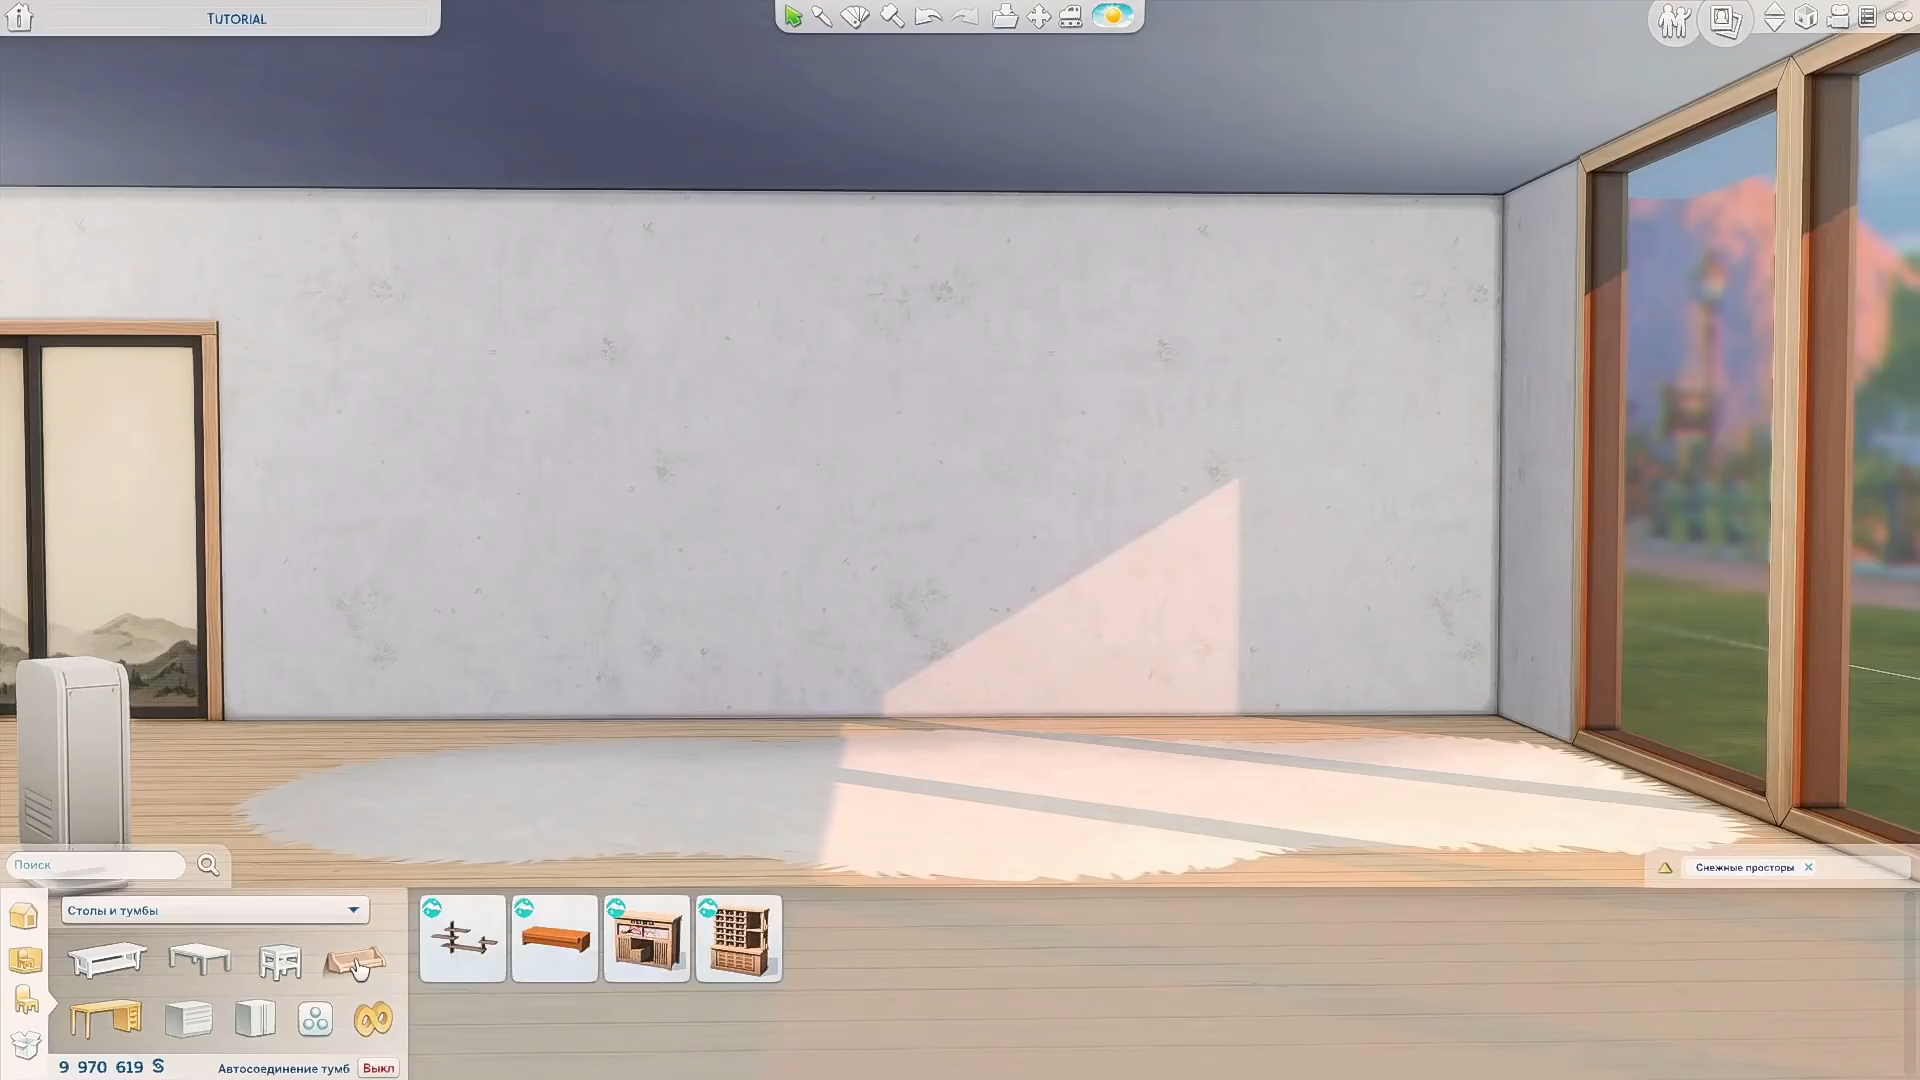 TUTORIAL
Поиск
Снежные просторы
Столы и тумбы
9 970 619 S
Автосоединение тумб Выкл